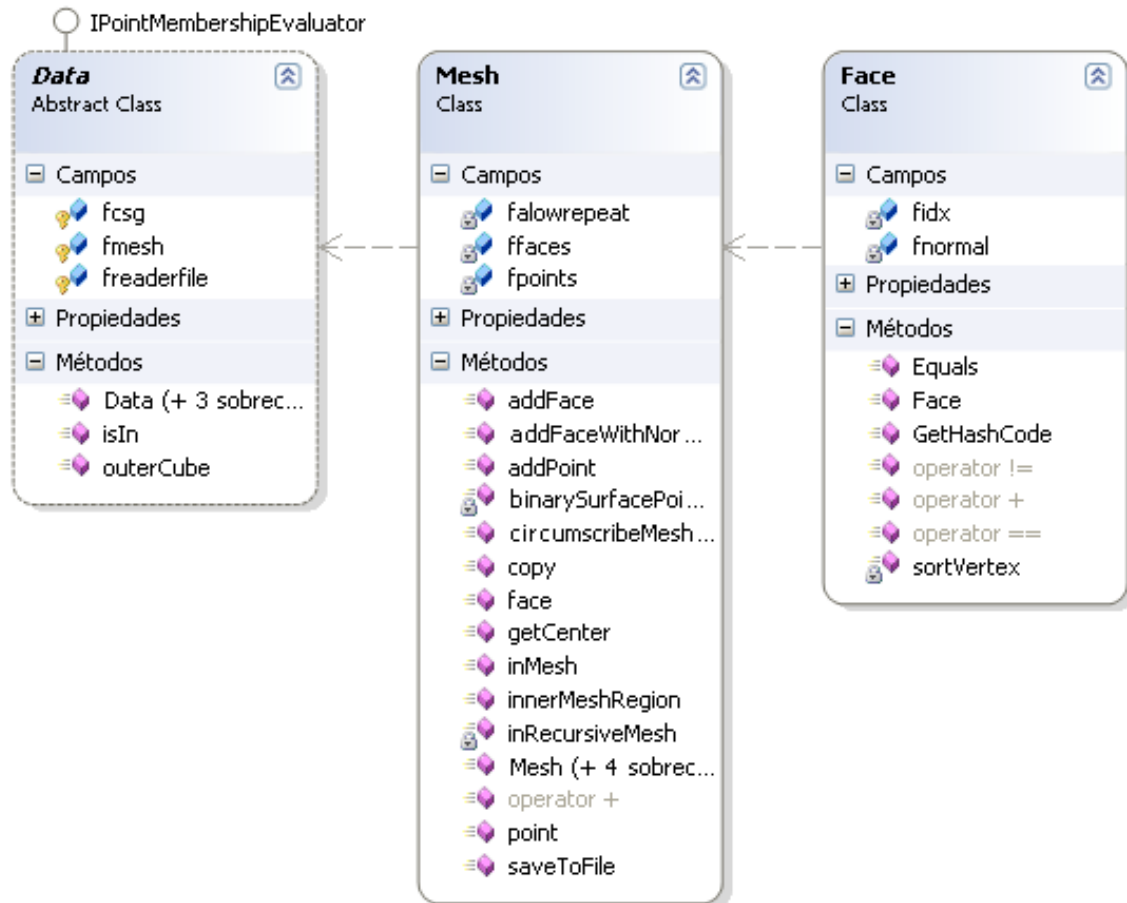 IPointMembershipEvaluator
Data
Abstract Class
Campos
fcsg
fmesh
freaderfile
Propiedades
Métodos
Data (+ 3 sobrec...
isIn
outerCube
Mesh
Class
Campos
falowrepeat
ffaces
fpoints
Propiedades
Métodos
addFace
addFaceWithNor...
addPoint
binarySurfacePoi...
circumscribeMesh...
copy
face
getCenter
inMesh
innerMeshRegion
inRecursiveMesh
Mesh (+ 4 sobrec...
operator +
point
saveToFile
Face
Class
Campos
fidx
fnormal
Propiedades
Métodos
Equals
Face
GetHashCode
operator !=
operator +
operator ==
sortVertex